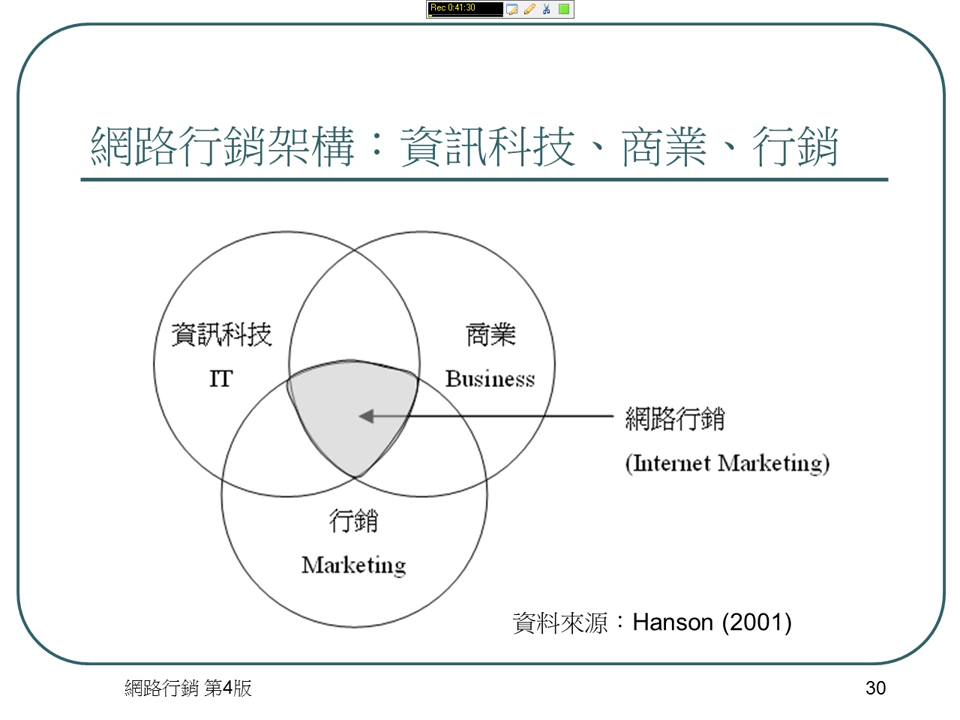 Rec 0:41:30
網路行銷架構：資訊科技、商業、行銷
資訊科技
IT
商業
Business
網路行銷
(Internet Marketing)
行銷
Marketing
資料來源：Hanson (2001)
網路行銷 第4版
30